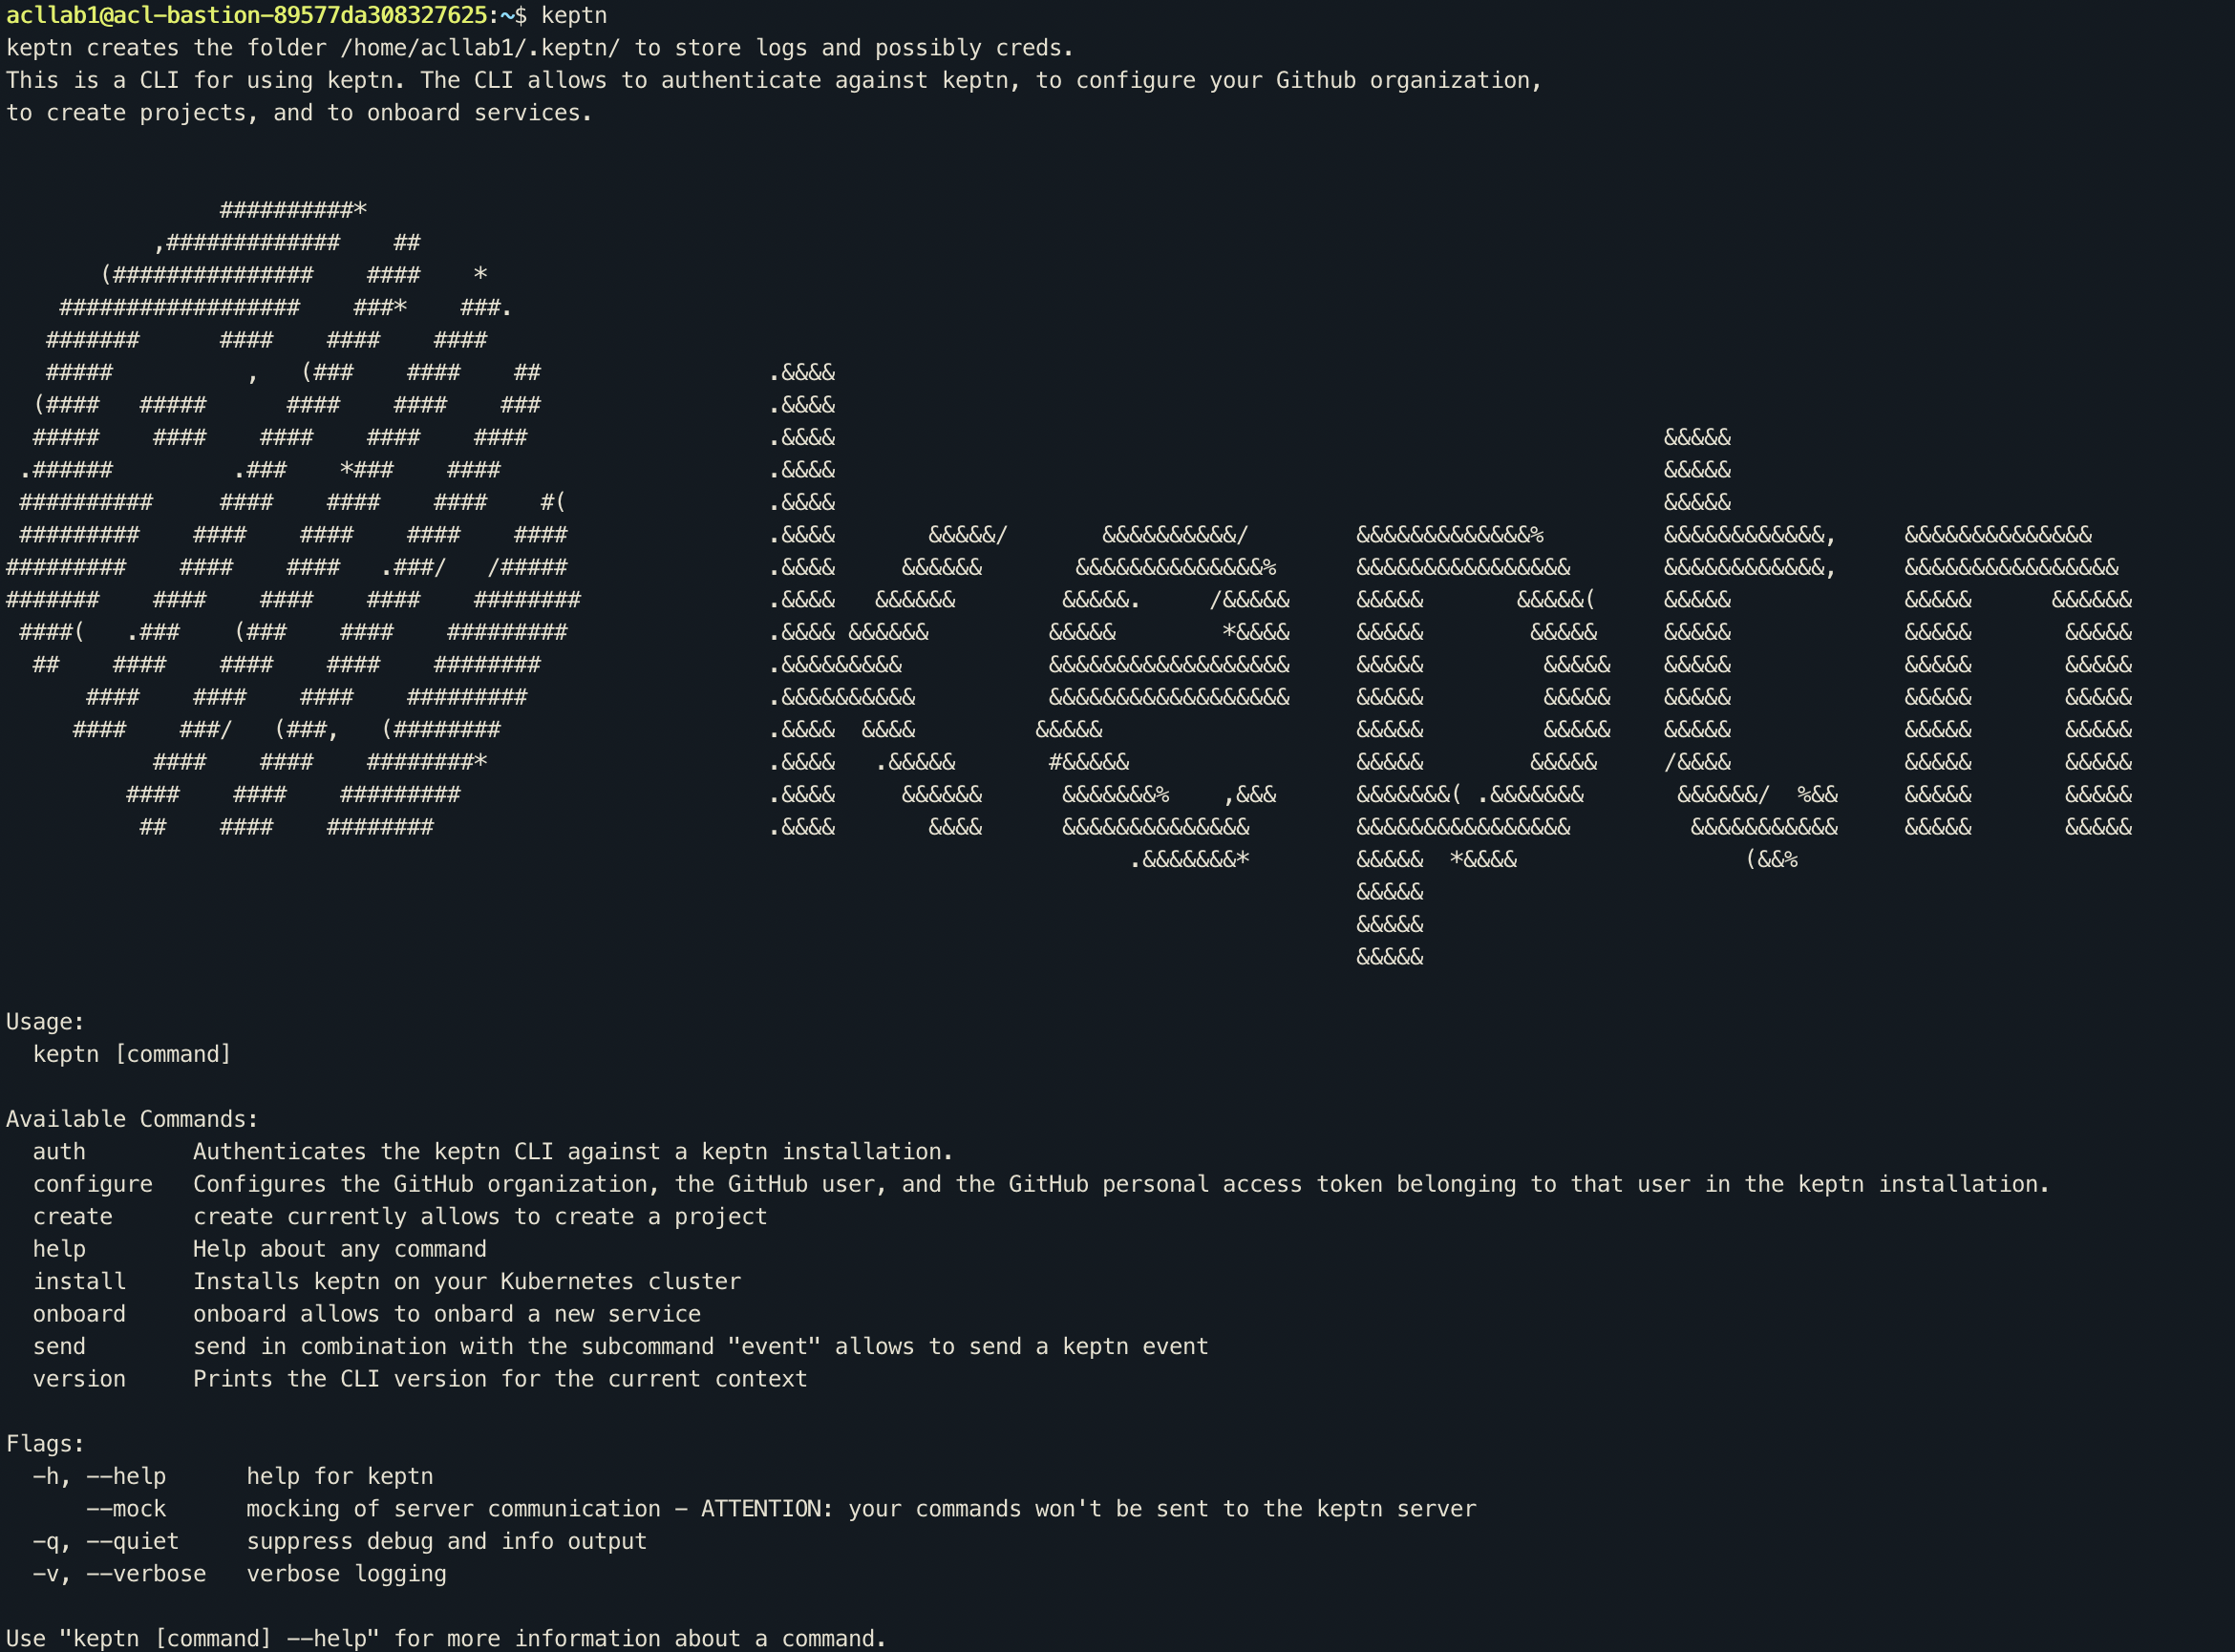 acllab1@acl-bastion-89577da308327625:~$ keptn
keptn creates the folder /home/acllab1/.keptn/ to store logs and possibly creds.
This is a CLI for using keptn. The CLI allows to authenticate against keptn, to configure your Github organization,
to create projects, and to onboard services.
keptn
Usage:
  keptn [command]
Available Commands:
  auth        Authenticates the keptn CLI against a keptn installation.
  configure   Configures the GitHub organization, the GitHub user, and the GitHub personal access token belonging to that user in the keptn installation.
  create      create currently allows to create a project
  help        Help about any command
  install     Installs keptn on your Kubernetes cluster
  onboard     onboard allows to onbard a new service
  send        send in combination with the subcommand "event" allows to send a keptn event
  version     Prints the CLI version for the current context
Flags:
  -h, --help      help for keptn
      --mock      mocking of server communication - ATTENTION: your commands won't be sent to the keptn server
  -q, --quiet     suppress debug and info output
  -v, --verbose   verbose logging
Use "keptn [command] --help" for more information about a command.